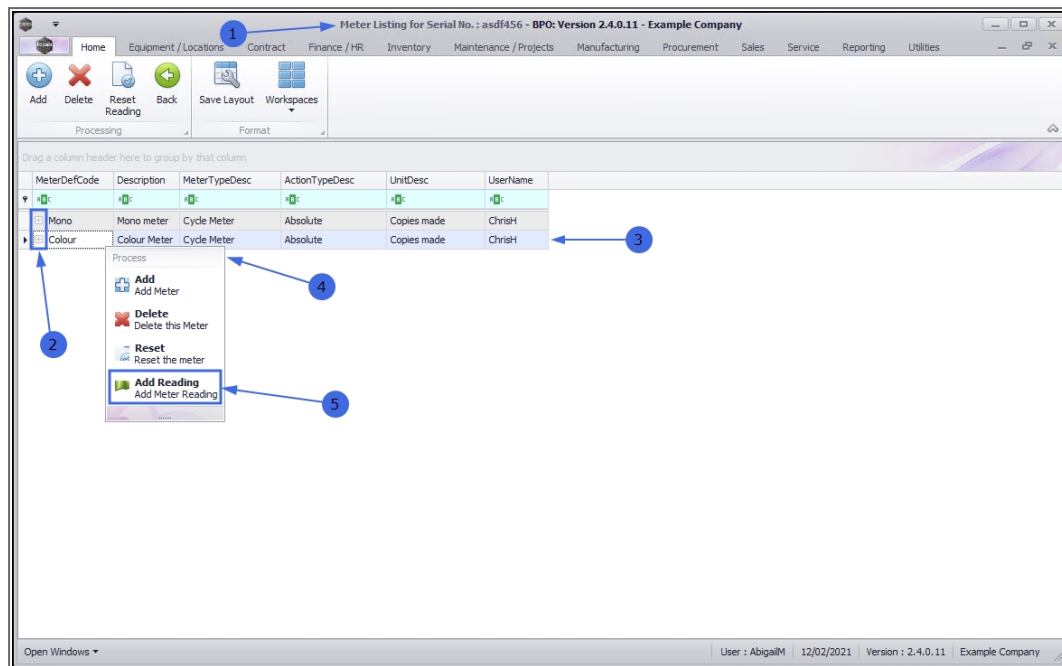 Meter Listing for Serial No. : asdf456 - BPO: Version 2.4.0.11 - Example Company
1
Home Equipment / Locations Contract Finance / HR Inventory Maintenance / Projects Manufacturing Procurement Sales Service Reporting Utilities
Add Delete Reset Reading Back Save Layout Workspaces
Processing Format
Drag a column header here to group by that column
MeterDefCode Description MeterTypeDesc ActionTypeDesc UnitDesc UserName
Mono Mono meter Cycle Meter Absolute Copies made ChrisH
Colour Colour Meter Cycle Meter Absolute Copies made ChrisH
3
Process
4
Add
Add Meter
Delete
Delete this Meter
2
Reset
Reset the meter
Add Reading
Add Meter Reading
5
Open Windows User : AbigailM 12/02/2021 Version : 2.4.0.11 Example Company